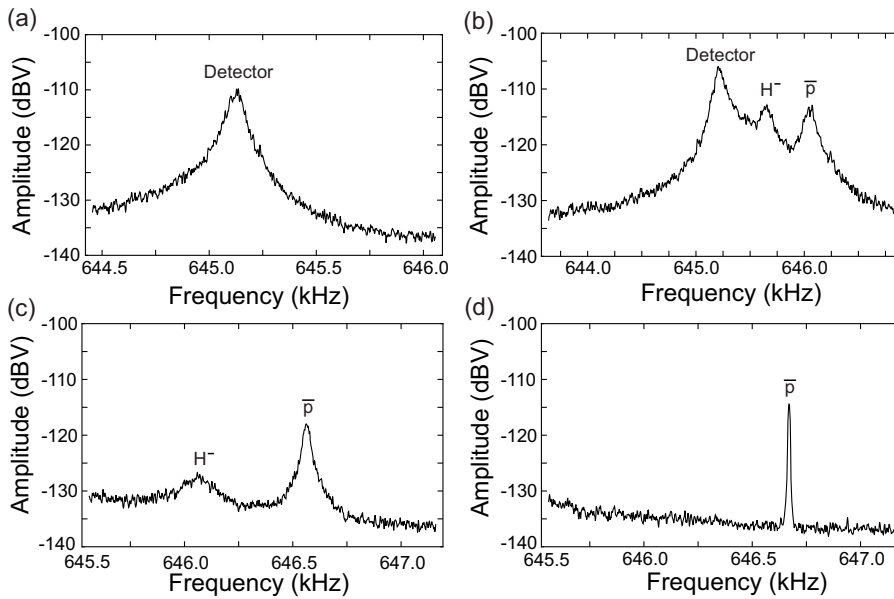 (a)
-100
-110
-120
-130
-140
Amplitude (dBV)
Detector
644.5 645.0 645.5 646.0
Frequency (kHz)
(b)
-100
-110
-120
-130
-140
Amplitude (dBV)
Detector
H⁻
p̅
644.0 645.0 646.0
Frequency (kHz)
(c)
-100
-110
-120
-130
-140
Amplitude (dBV)
H⁻
p̅
645.5 646.0 646.5 647.0
Frequency (kHz)
(d)
-100
-110
-120
-130
-140
Amplitude (dBV)
p̅
645.5 646.0 646.5 647.0
Frequency (kHz)